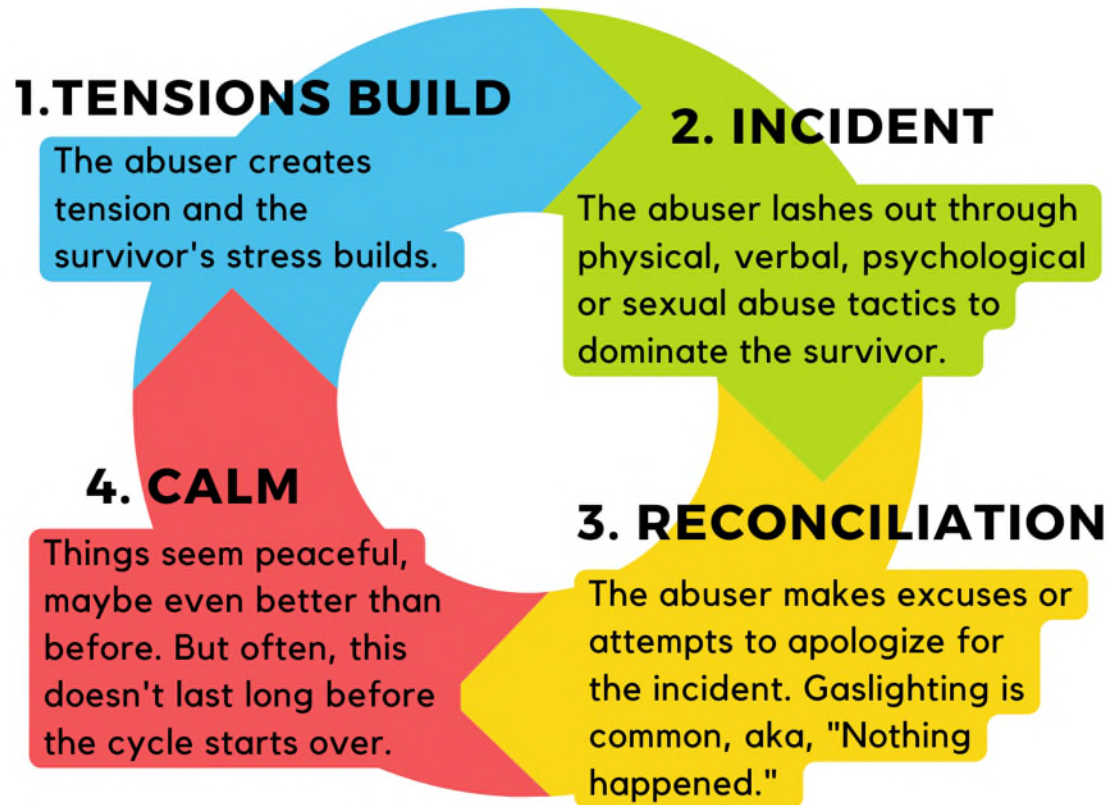 1.TENSIONS BUILD
The abuser creates
tension and the
survivor's stress builds.
2. INCIDENT
The abuser lashes out through
physical, verbal, psychological
or sexual abuse tactics to
dominate the survivor.
3. RECONCILIATION
The abuser makes excuses or
attempts to apologize for
the incident. Gaslighting is
common, aka, "Nothing
happened."
4. CALM
Things seem peaceful,
maybe even better than
before. But often, this
doesn't last long before
the cycle starts over.